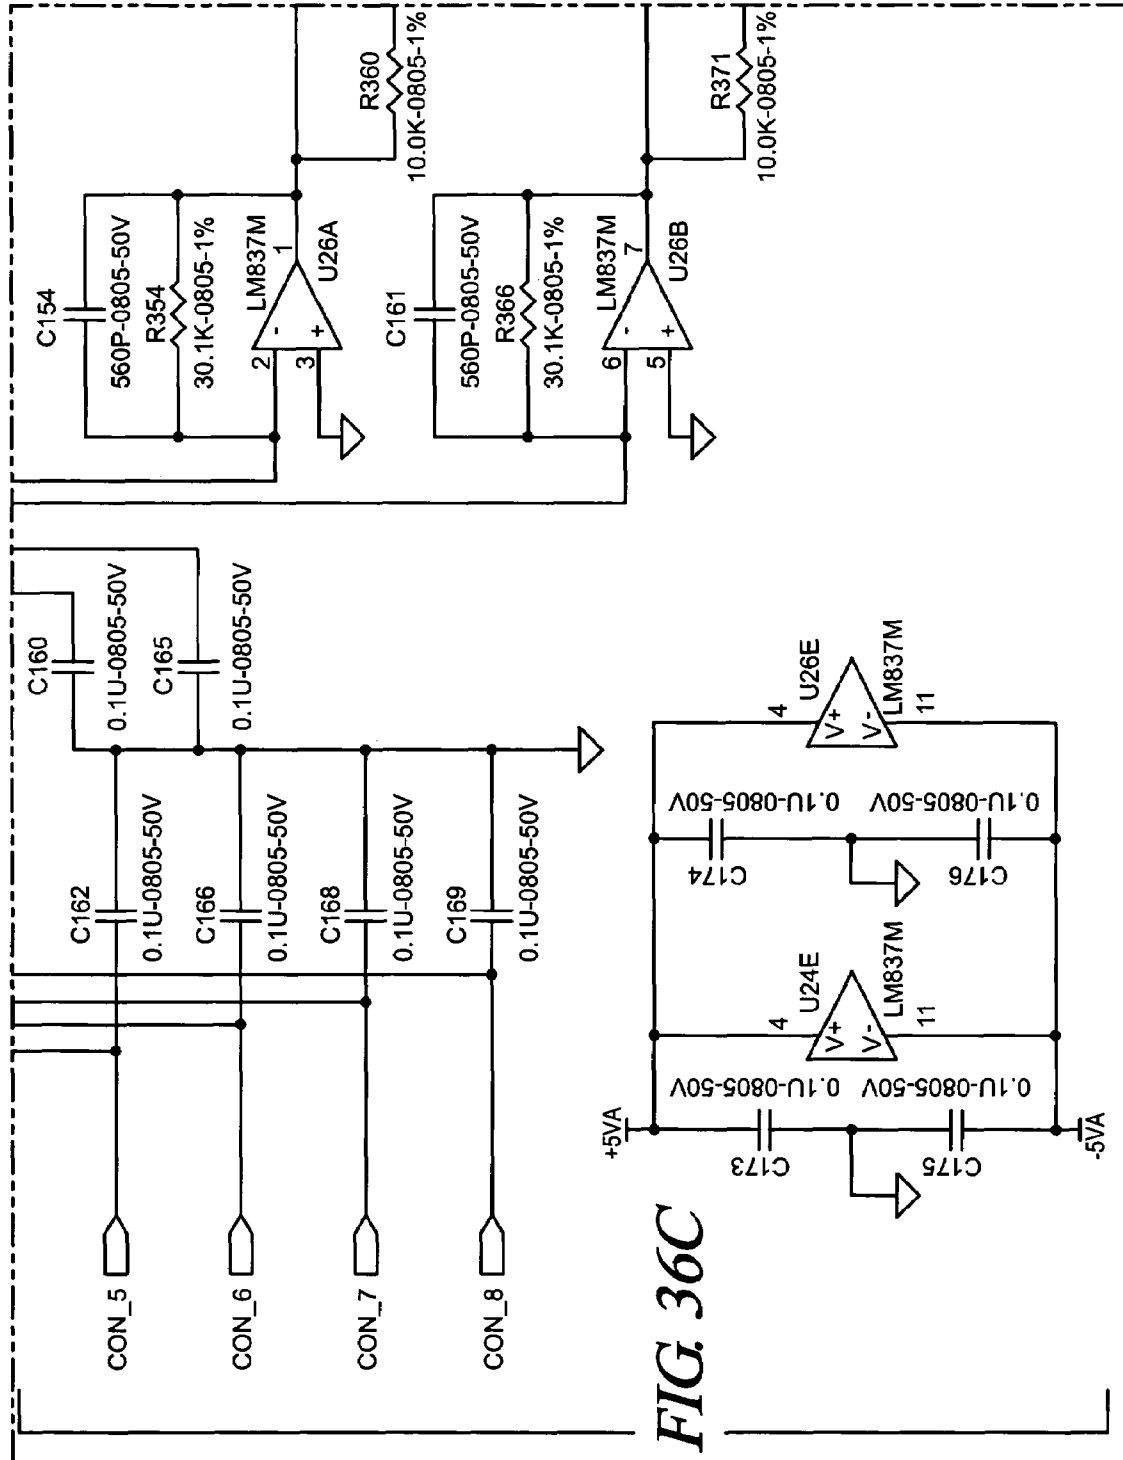 C154
560P-0805-50V
R354
30.1K-0805-1%
LM837M
2
-
3
+
1
U26A
R360
10.0K-0805-1%
C161
560P-0805-50V
R366
30.1K-0805-1%
LM837M
6
-
5
+
7
U26B
R371
10.0K-0805-1%
C160
0.1U-0805-50V
C165
0.1U-0805-50V
C162
0.1U-0805-50V
C166
0.1U-0805-50V
C168
0.1U-0805-50V
C169
0.1U-0805-50V
CON_5
CON_6
CON_7
CON_8
+5VA
C173
0.1U-0805-50V
C175
0.1U-0805-50V
-5VA
4
U24E
V+
V-
LM837M
11
C174
0.1U-0805-50V
C176
0.1U-0805-50V
4
U26E
V+
V-
LM837M
11
FIG. 36C